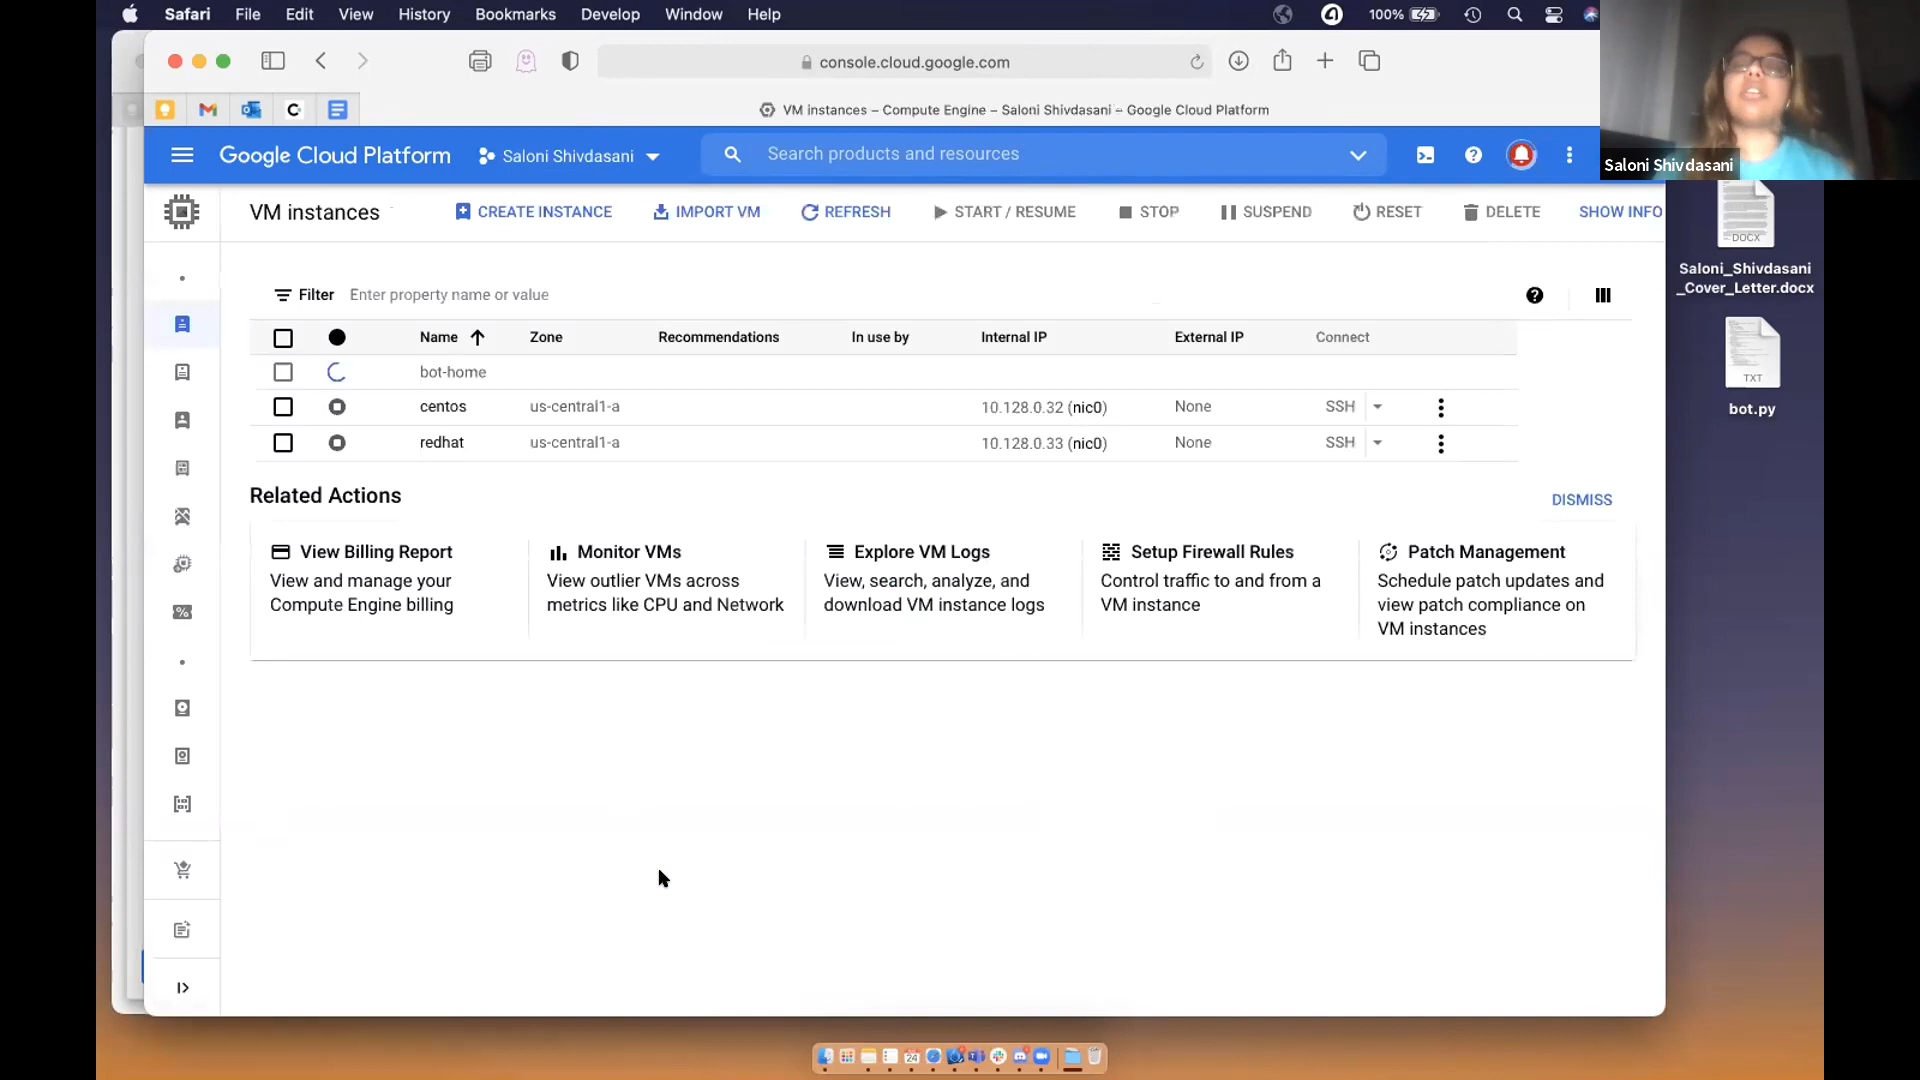 Safari File Edit View History Bookmarks Develop Window Help 100%
console.cloud.google.com
VM instances – Compute Engine – Saloni Shivdasani – Google Cloud Platform
Google Cloud Platform Saloni Shivdasani Search products and resources
Saloni Shivdasani
VM instances CREATE INSTANCE IMPORT VM REFRESH START / RESUME STOP SUSPEND RESET DELETE SHOW INFO
DOCX
Saloni_Shivdasani
_Cover_Letter.docx
Filter Enter property name or value
Name Zone Recommendations In use by Internal IP External IP Connect
bot-home
centos us-central1-a 10.128.0.32 (nic0) None SSH
redhat us-central1-a 10.128.0.33 (nic0) None SSH
TXT
bot.py
Related Actions DISMISS
View Billing Report
View and manage your
Compute Engine billing
Monitor VMs
View outlier VMs across
metrics like CPU and Network
Explore VM Logs
View, search, analyze, and
download VM instance logs
Setup Firewall Rules
Control traffic to and from a
VM instance
Patch Management
Schedule patch updates and
view patch compliance on
VM instances
24